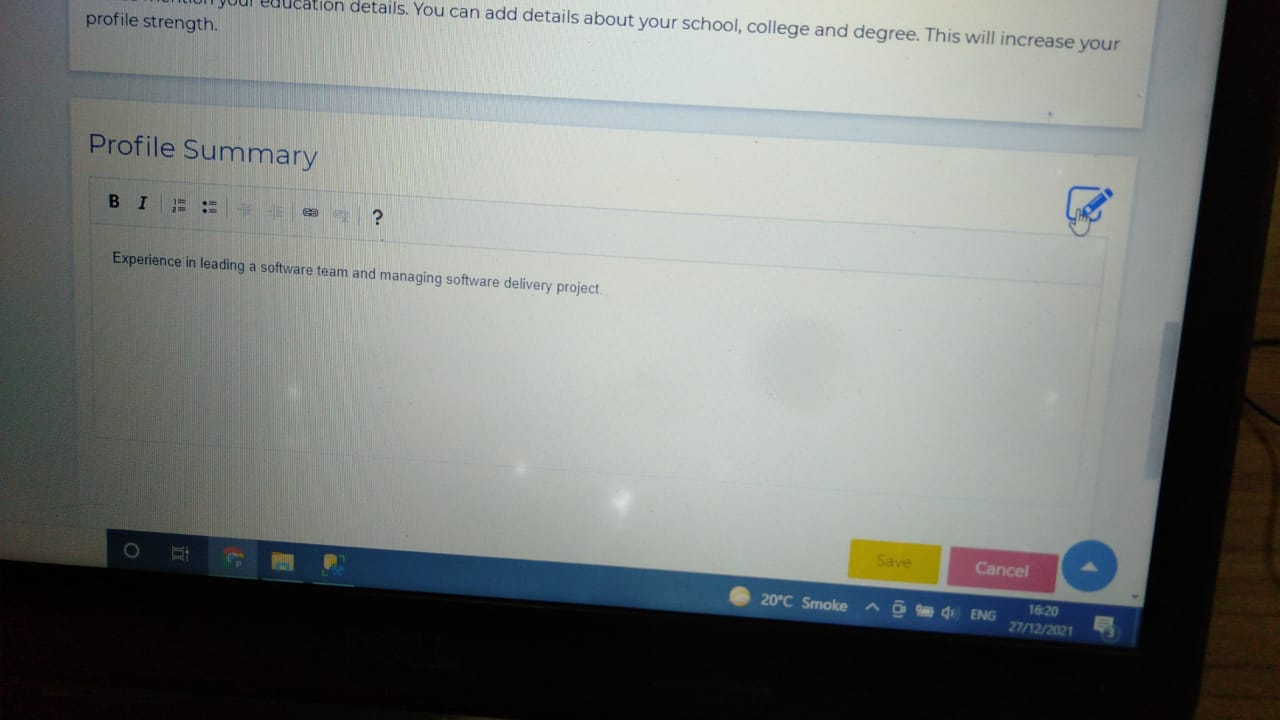 your education details. You can add details about your school, college and degree. This will increase your
profile strength.
Profile Summary
B I ?
Experience in leading a software team and managing software delivery project.
Save Cancel
20°C Smoke ENG 16:20
27/12/2021
3